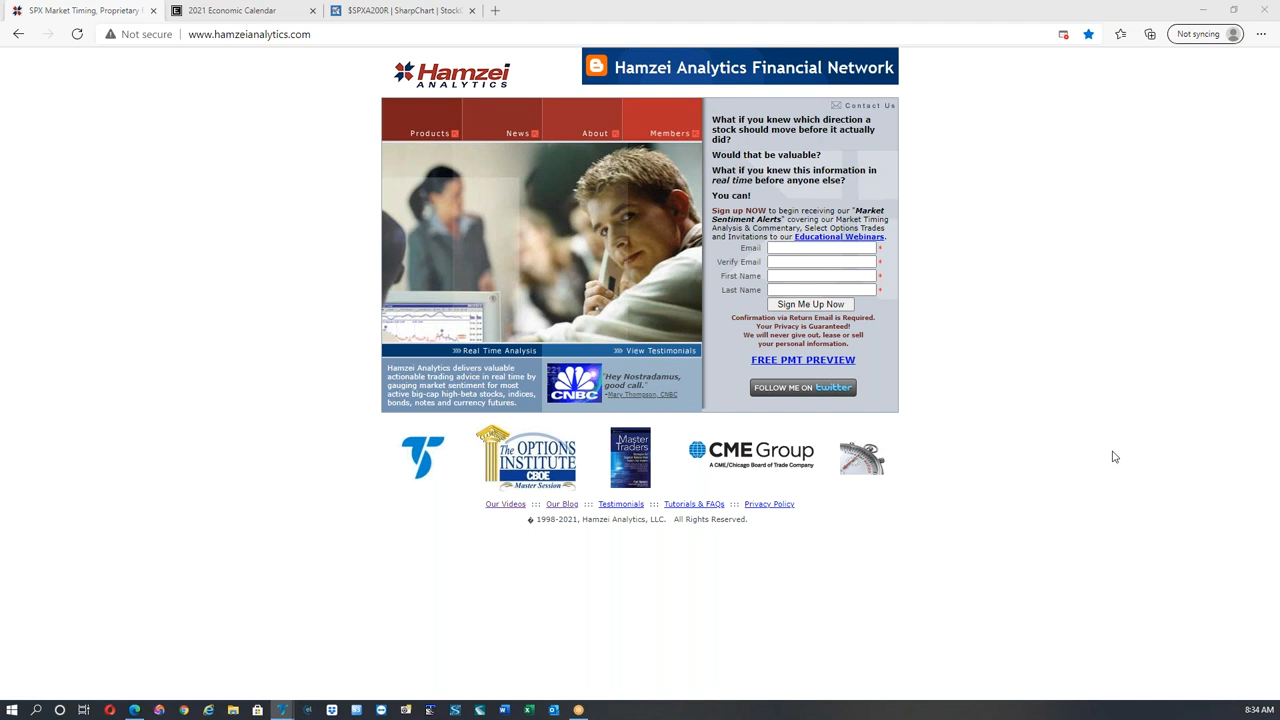 SPX Market Timing, Proprietary
2021 Economic Calendar
$SPXA200R | SharpChart | Stock
Not secure
www.hamzeianalytics.com
Not syncing
Hamzei
ANALYTICS
Hamzei Analytics Financial Network
Products
News
About
Members
Contact Us
What if you knew which direction a
stock should move before it actually
did?
Would that be valuable?
What if you knew this information in
real time before anyone else?
You can!
Sign up NOW to begin receiving our "Market
Sentiment Alerts" covering our Market Timing
Analysis & Commentary, Select Options Trades
and Invitations to our Educational Webinars.
Email *
Verify Email *
First Name *
Last Name *
Sign Me Up Now
Confirmation via Return Email is Required.
Your Privacy is Guaranteed!
We will never give out, lease or sell
your personal information.
FREE PMT PREVIEW
FOLLOW ME ON twitter
Real Time Analysis
View Testimonials
Hamzei Analytics delivers valuable
actionable trading advice in real time by
gauging market sentiment for most
active big-cap high-beta stocks, indices,
bonds, notes and currency futures.
CNBC
"Hey Nostradamus,
good call."
-Mary Thompson, CNBC
The OPTIONS
INSTITUTE
CBOE
Master Session
Master
Traders
CME Group
A CME/Chicago Board of Trade Company
Our Videos ::: Our Blog ::: Testimonials ::: Tutorials & FAQs ::: Privacy Policy
� 1998-2021, Hamzei Analytics, LLC. All Rights Reserved.
8:34 AM